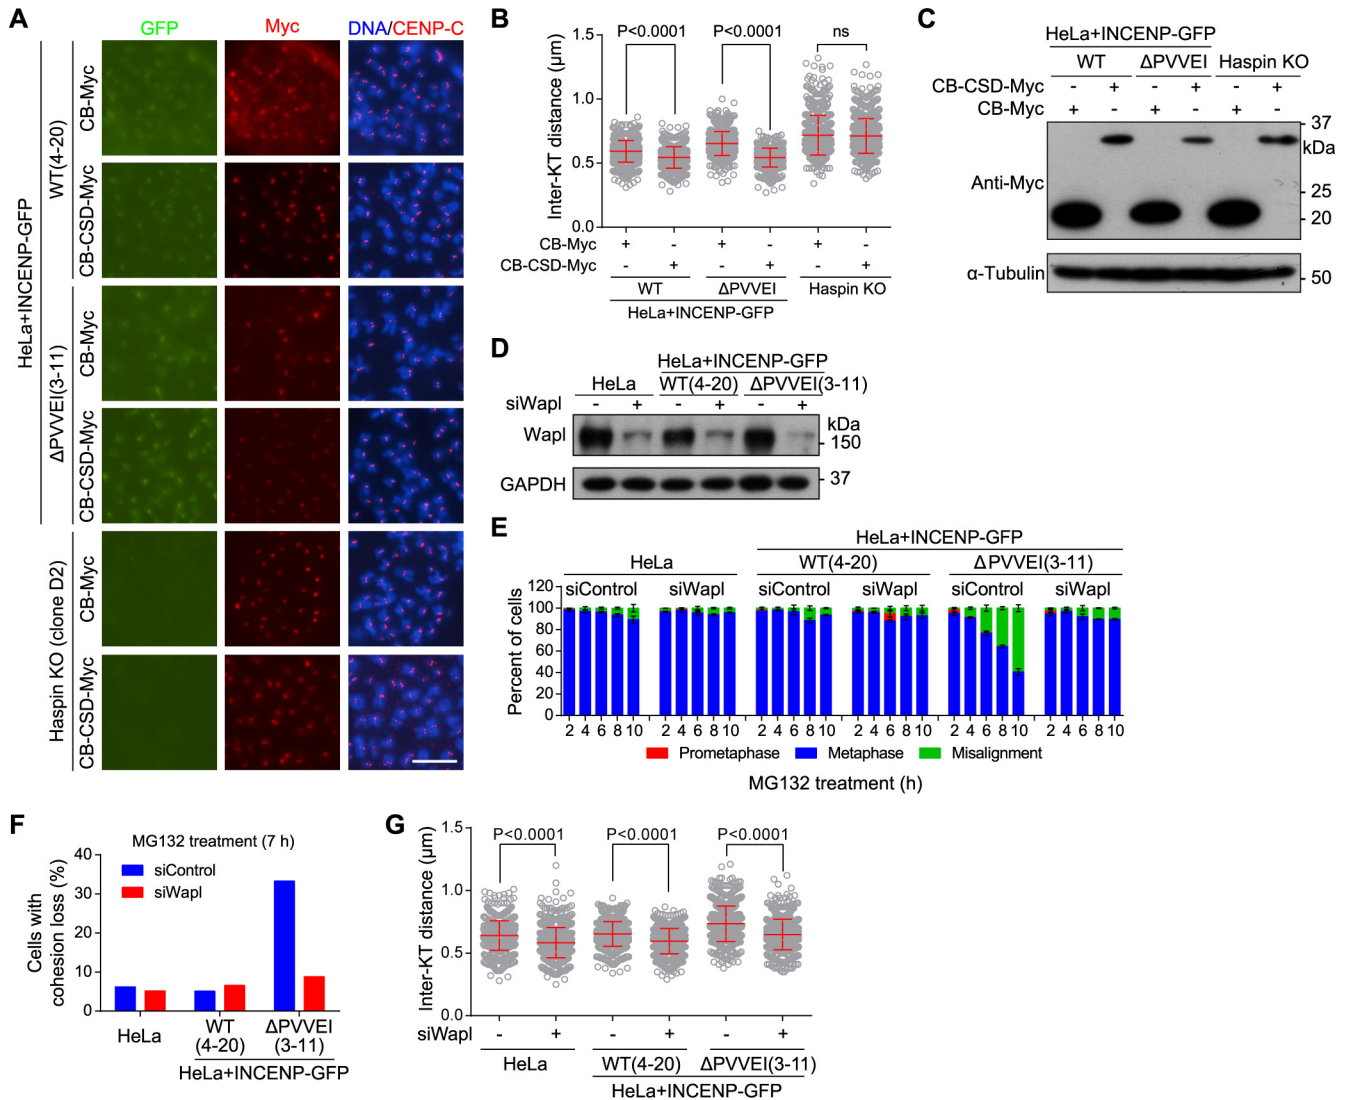 A
GFP
Myc
DNA/CENP-C
HeLa+INCENP-GFP
WT(4-20)
CB-Myc
CB-CSD-Myc
ΔPVVEI(3-11)
CB-Myc
CB-CSD-Myc
Haspin KO (clone D2)
CB-Myc
CB-CSD-Myc
B
Inter-KT distance (μm)
1.5
1.0
0.5
0.0
P<0.0001
P<0.0001
ns
CB-Myc + - + - + -
CB-CSD-Myc - + - + - +
WT ΔPVVEI Haspin KO
HeLa+INCENP-GFP
C
HeLa+INCENP-GFP
WT ΔPVVEI Haspin KO
CB-CSD-Myc - + - + - +
CB-Myc + - + - + -
Anti-Myc
37
kDa
25
20
α-Tubulin
50
D
HeLa+INCENP-GFP
HeLa WT(4-20) ΔPVVEI(3-11)
siWapl - + - + - +
Wapl
kDa
150
GAPDH
37
E
HeLa+INCENP-GFP
HeLa WT(4-20) ΔPVVEI(3-11)
siControl siWapl siControl siWapl siControl siWapl
Percent of cells
120
100
80
60
40
20
0
2 4 6 8 10 2 4 6 8 10 2 4 6 8 10 2 4 6 8 10 2 4 6 8 10 2 4 6 8 10
Prometaphase Metaphase Misalignment
MG132 treatment (h)
F
MG132 treatment (7 h)
siControl
siWapl
Cells with
cohesion loss (%)
40
30
20
10
0
HeLa
WT
(4-20)
ΔPVVEI
(3-11)
HeLa+INCENP-GFP
G
Inter-KT distance (μm)
1.5
1.0
0.5
0.0
P<0.0001
P<0.0001
P<0.0001
siWapl - + - + - +
HeLa WT(4-20) ΔPVVEI(3-11)
HeLa+INCENP-GFP